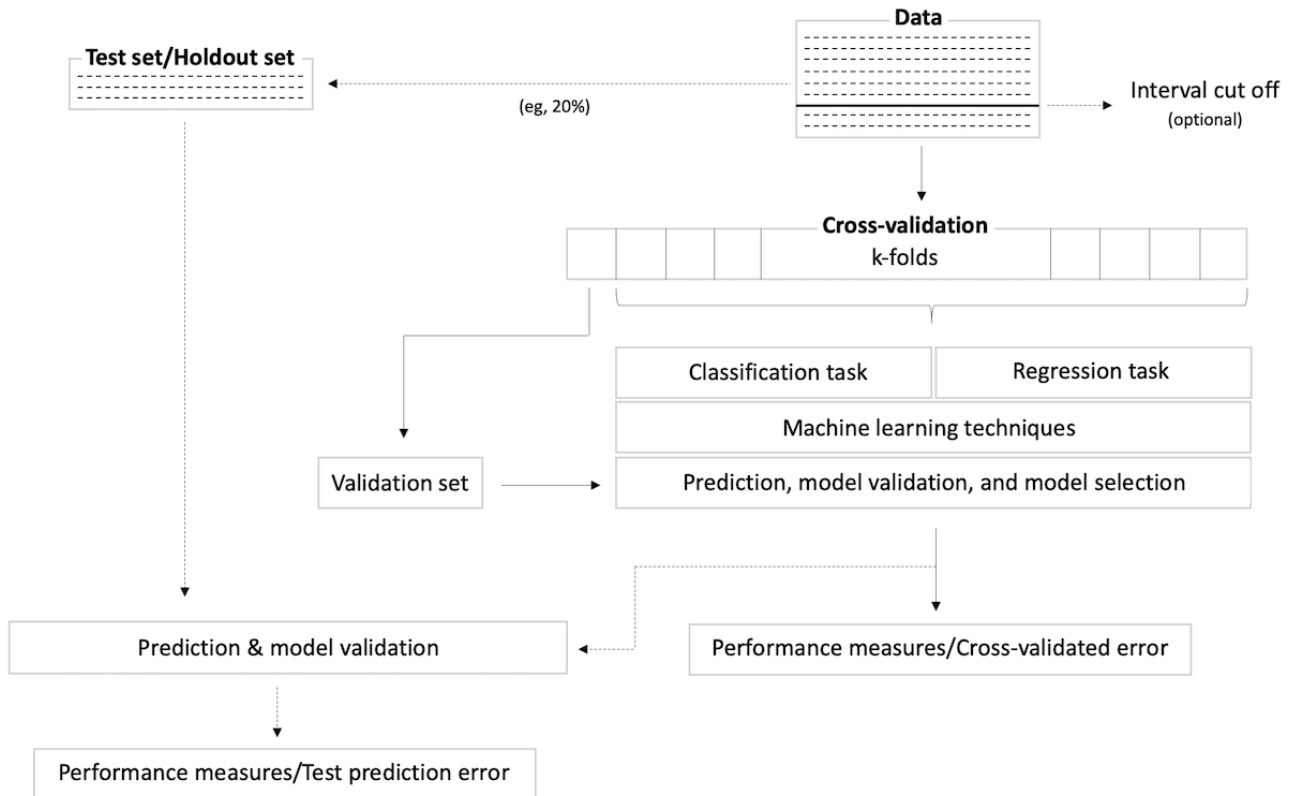 Data
Test set/Holdout set
(eg, 20%)
Interval cut off
(optional)
Cross-validation
k-folds
Classification task
Regression task
Machine learning techniques
Validation set
Prediction, model validation, and model selection
Prediction & model validation
Performance measures/Cross-validated error
Performance measures/Test prediction error